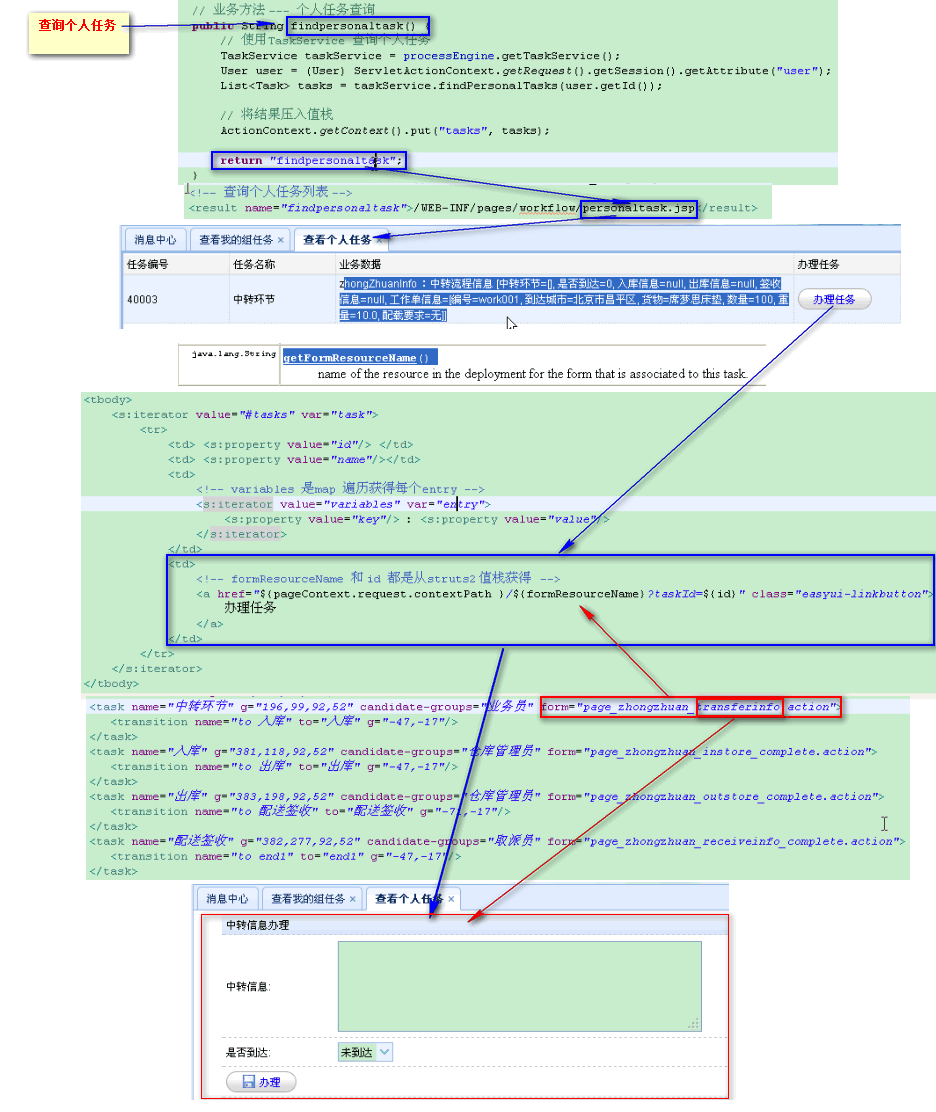 查询个人任务
// 业务方法 --- 个人任务查询
public String findpersonaltask() {
// 使用TaskService 查询个人任务
TaskService taskService = processEngine.getTaskService();
User user = (User) ServletActionContext.getRequest().getSession().getAttribute("user");
List<Task> tasks = taskService.findPersonalTasks(user.getId());
// 将结果压入值栈
ActionContext.getContext().put("tasks", tasks);
return "findpersonaltask";
}
<!-- 查询个人任务列表 -->
<result name="findpersonaltask">/WEB-INF/pages/workflow/personaltask.jsp</result>
消息中心 查看我的组任务 × 查看个人任务 ×
任务编号 任务名称 业务数据 办理任务
40003 中转环节 zhongZhuanInfo : 中转流程信息 [中转环节=[], 是否到达=0, 入库信息=null, 出库信息=null, 签收
信息=null, 工作单信息=[编号=work001, 到达城市=北京市昌平区, 货物=席梦思床垫, 数量=100, 重
量=10.0, 配载要求=无]]
办理任务
java.lang.String getFormResourceName()
name of the resource in the deployment for the form that is associated to this task.
<tbody>
<s:iterator value="#tasks" var="task">
<tr>
<td> <s:property value="id"/> </td>
<td> <s:property value="name"/></td>
<td>
<!-- variables 是map 遍历获得每个entry -->
<s:iterator value="variables" var="entry">
<s:property value="key"/> : <s:property value="value"/>
</s:iterator>
</td>
<td>
<!-- formResourceName 和 id 都是从struts2 值栈获得 -->
<a href="${pageContext.request.contextPath }/${formResourceName}?taskId=${id}" class="easyui-linkbutton">
办理任务
</a>
</td>
</tr>
</s:iterator>
</tbody>
<task name="中转环节" g="196,99,92,52" candidate-groups="业务员" form="page_zhongzhuan_transferinfo.action">
<transition name="to 入库" to="入库" g="-47,-17"/>
</task>
<task name="入库" g="381,118,92,52" candidate-groups="仓库管理员" form="page_zhongzhuan_instore_complete.action">
<transition name="to 出库" to="出库" g="-47,-17"/>
</task>
<task name="出库" g="383,198,92,52" candidate-groups="仓库管理员" form="page_zhongzhuan_outstore_complete.action">
<transition name="to 配送签收" to="配送签收" g="-71,-17"/>
</task>
<task name="配送签收" g="382,277,92,52" candidate-groups="取派员" form="page_zhongzhuan_receiveinfo_complete.action">
<transition name="to end1" to="end1" g="-47,-17"/>
</task>
消息中心 查看我的组任务 × 查看个人任务 ×
中转信息办理
中转信息:
是否到达: 未到达
办理